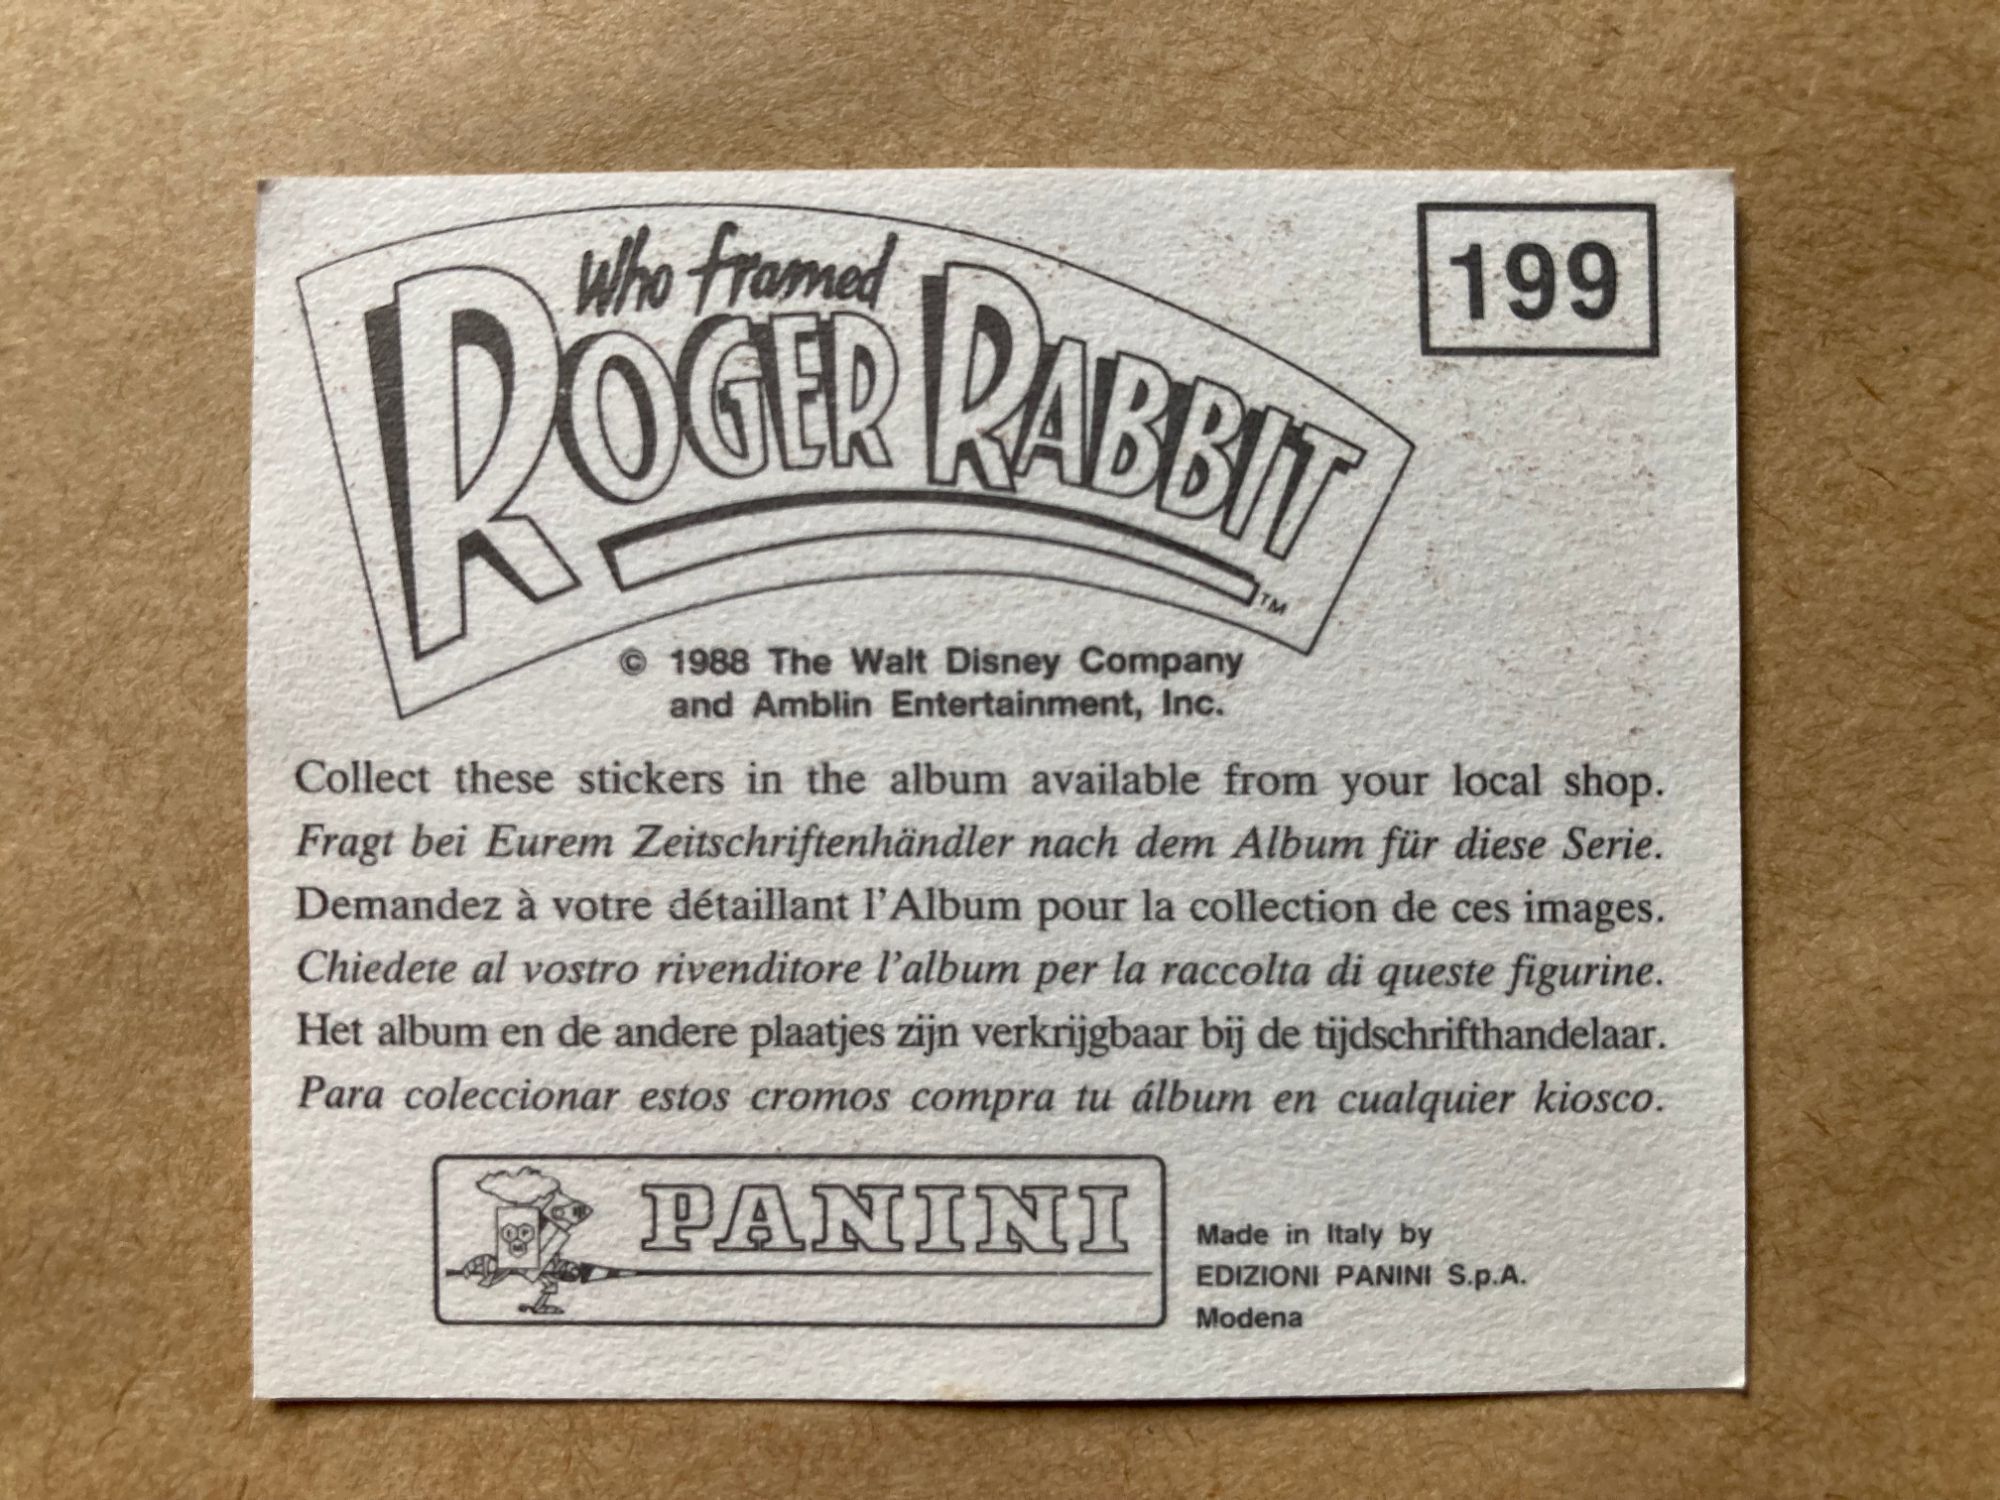 199
Who framed
ROGER RABBIT
TM
© 1988 The Walt Disney Company
and Amblin Entertainment, Inc.
Collect these stickers in the album available from your local shop.
Fragt bei Eurem Zeitschriftenhändler nach dem Album für diese Serie.
Demandez à votre détaillant l'Album pour la collection de ces images.
Chiedete al vostro rivenditore l'album per la raccolta di queste figurine.
Het album en de andere plaatjes zijn verkrijgbaar bij de tijdschrifthandelaar.
Para coleccionar estos cromos compra tu álbum en cualquier kiosco.
PANINI
Made in Italy by
EDIZIONI PANINI S.p.A.
Modena